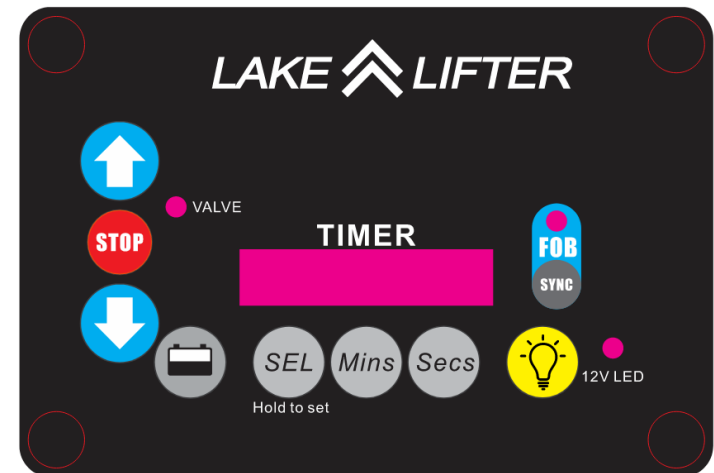 LAKE LIFTER
VALVE
STOP
TIMER
FOB
SYNC
SEL
Mins
Secs
Hold to set
12V LED